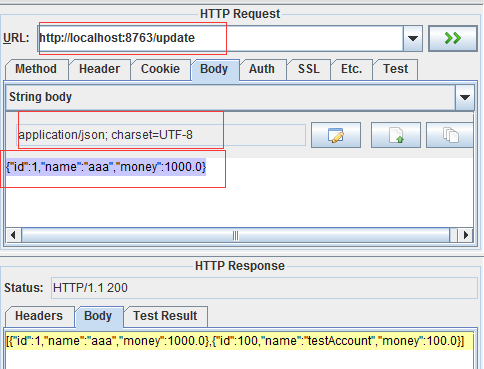 HTTP Request
URL: http://localhost:8763/update
Method Header Cookie Body Auth SSL Etc. Test
String body
application/json; charset=UTF-8
{"id":1,"name":"aaa","money":1000.0}
HTTP Response
Status: HTTP/1.1 200
Headers Body Test Result
[{"id":1,"name":"aaa","money":1000.0},{"id":100,"name":"testAccount","money":100.0}]